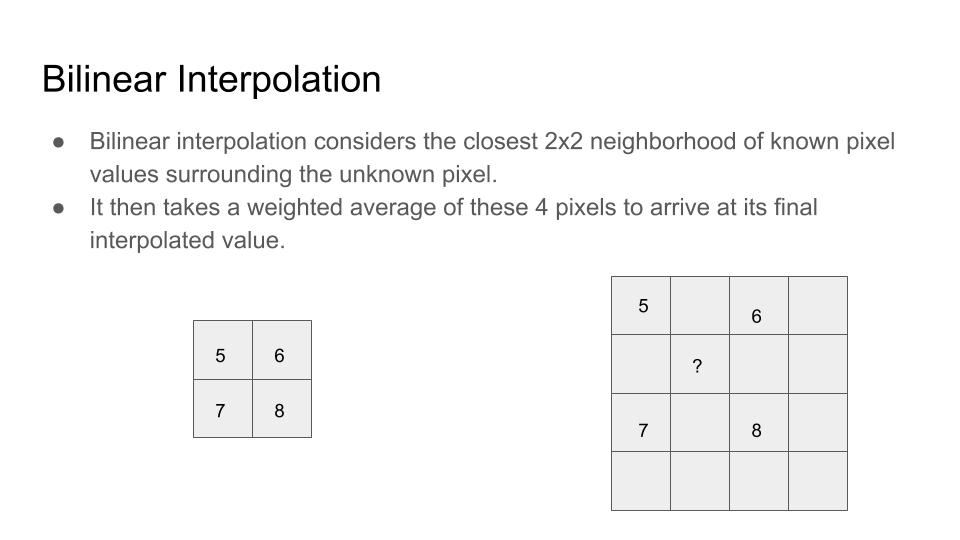 Bilinear Interpolation
● Bilinear interpolation considers the closest 2x2 neighborhood of known pixel
values surrounding the unknown pixel.
● It then takes a weighted average of these 4 pixels to arrive at its final
interpolated value.
5 6
7 8
5 6
?
7 8